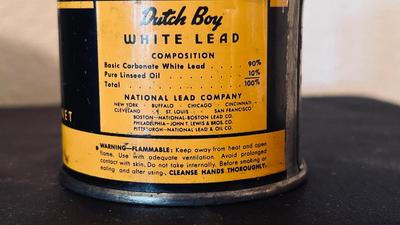 Dutch Boy
WHITE LEAD
COMPOSITION
Basic Carbonate White Lead . . . . 90%
Pure Linseed Oil . . . . . . . 10%
Total . . . . . . . . . 100%
NATIONAL LEAD COMPANY
NEW YORK · BUFFALO · CHICAGO · CINCINNATI
CLEVELAND · ST. LOUIS · SAN FRANCISCO
BOSTON—NATIONAL-BOSTON LEAD CO.
PHILADELPHIA—JOHN T. LEWIS & BROS. CO.
PITTSBURGH—NATIONAL LEAD & OIL CO.
NET
WARNING—FLAMMABLE: Keep away from heat and open
flame. Use with adequate ventilation. Avoid prolonged
contact with skin. Do not take internally. Before smoking or
eating and after using, CLEANSE HANDS THOROUGHLY.